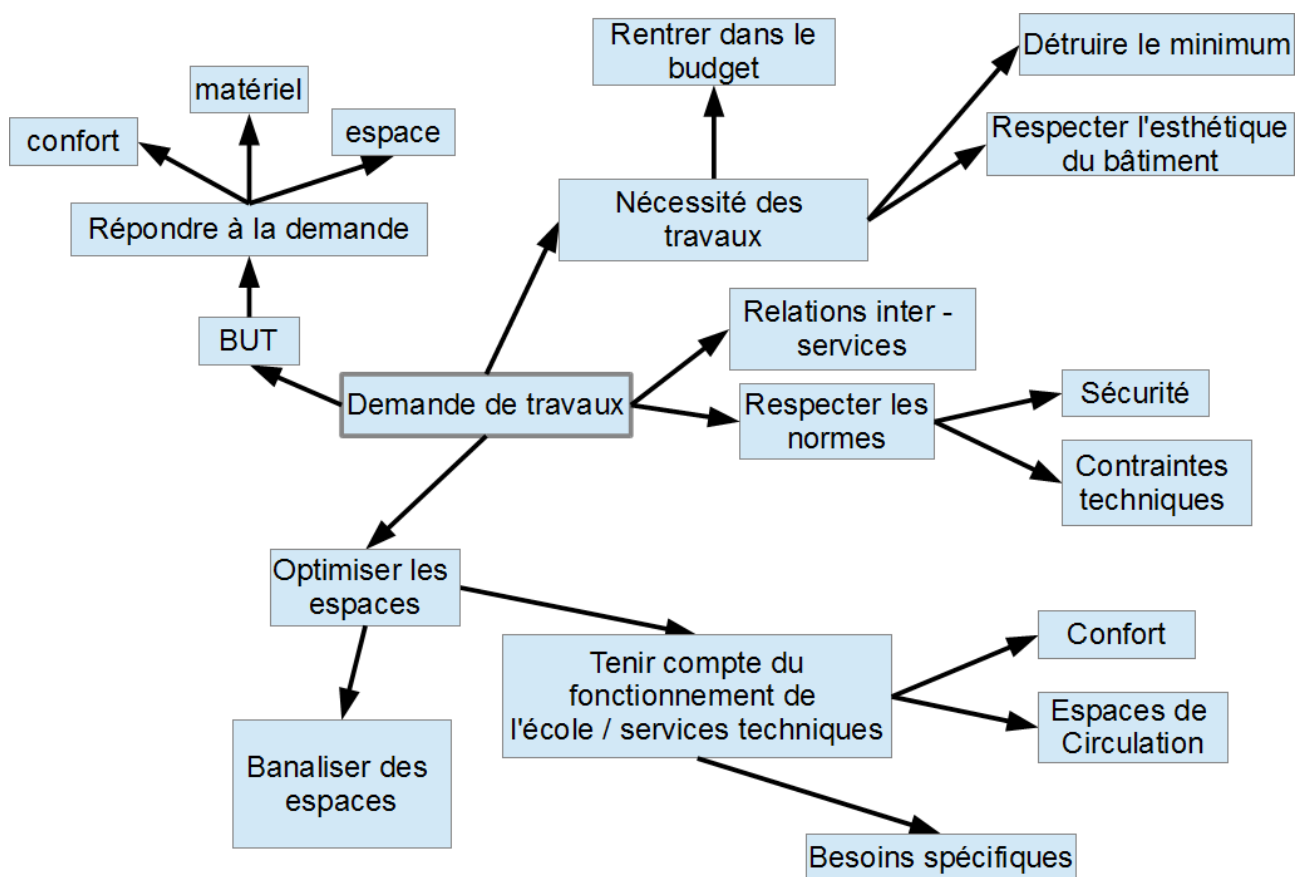 Rentrer dans le
budget
Détruire le minimum
matériel
confort
espace
Respecter l'esthétique
du bâtiment
Répondre à la demande
Nécessité des
travaux
BUT
Relations inter -
services
Demande de travaux
Respecter les
normes
Sécurité
Contraintes
techniques
Optimiser les
espaces
Tenir compte du
fonctionnement de
l'école / services techniques
Confort
Espaces de
Circulation
Banaliser des
espaces
Besoins spécifiques